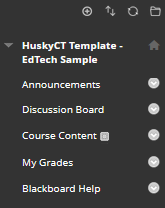 HuskyCT Template -
EdTech Sample
Announcements
Discussion Board
Course Content
My Grades
Blackboard Help